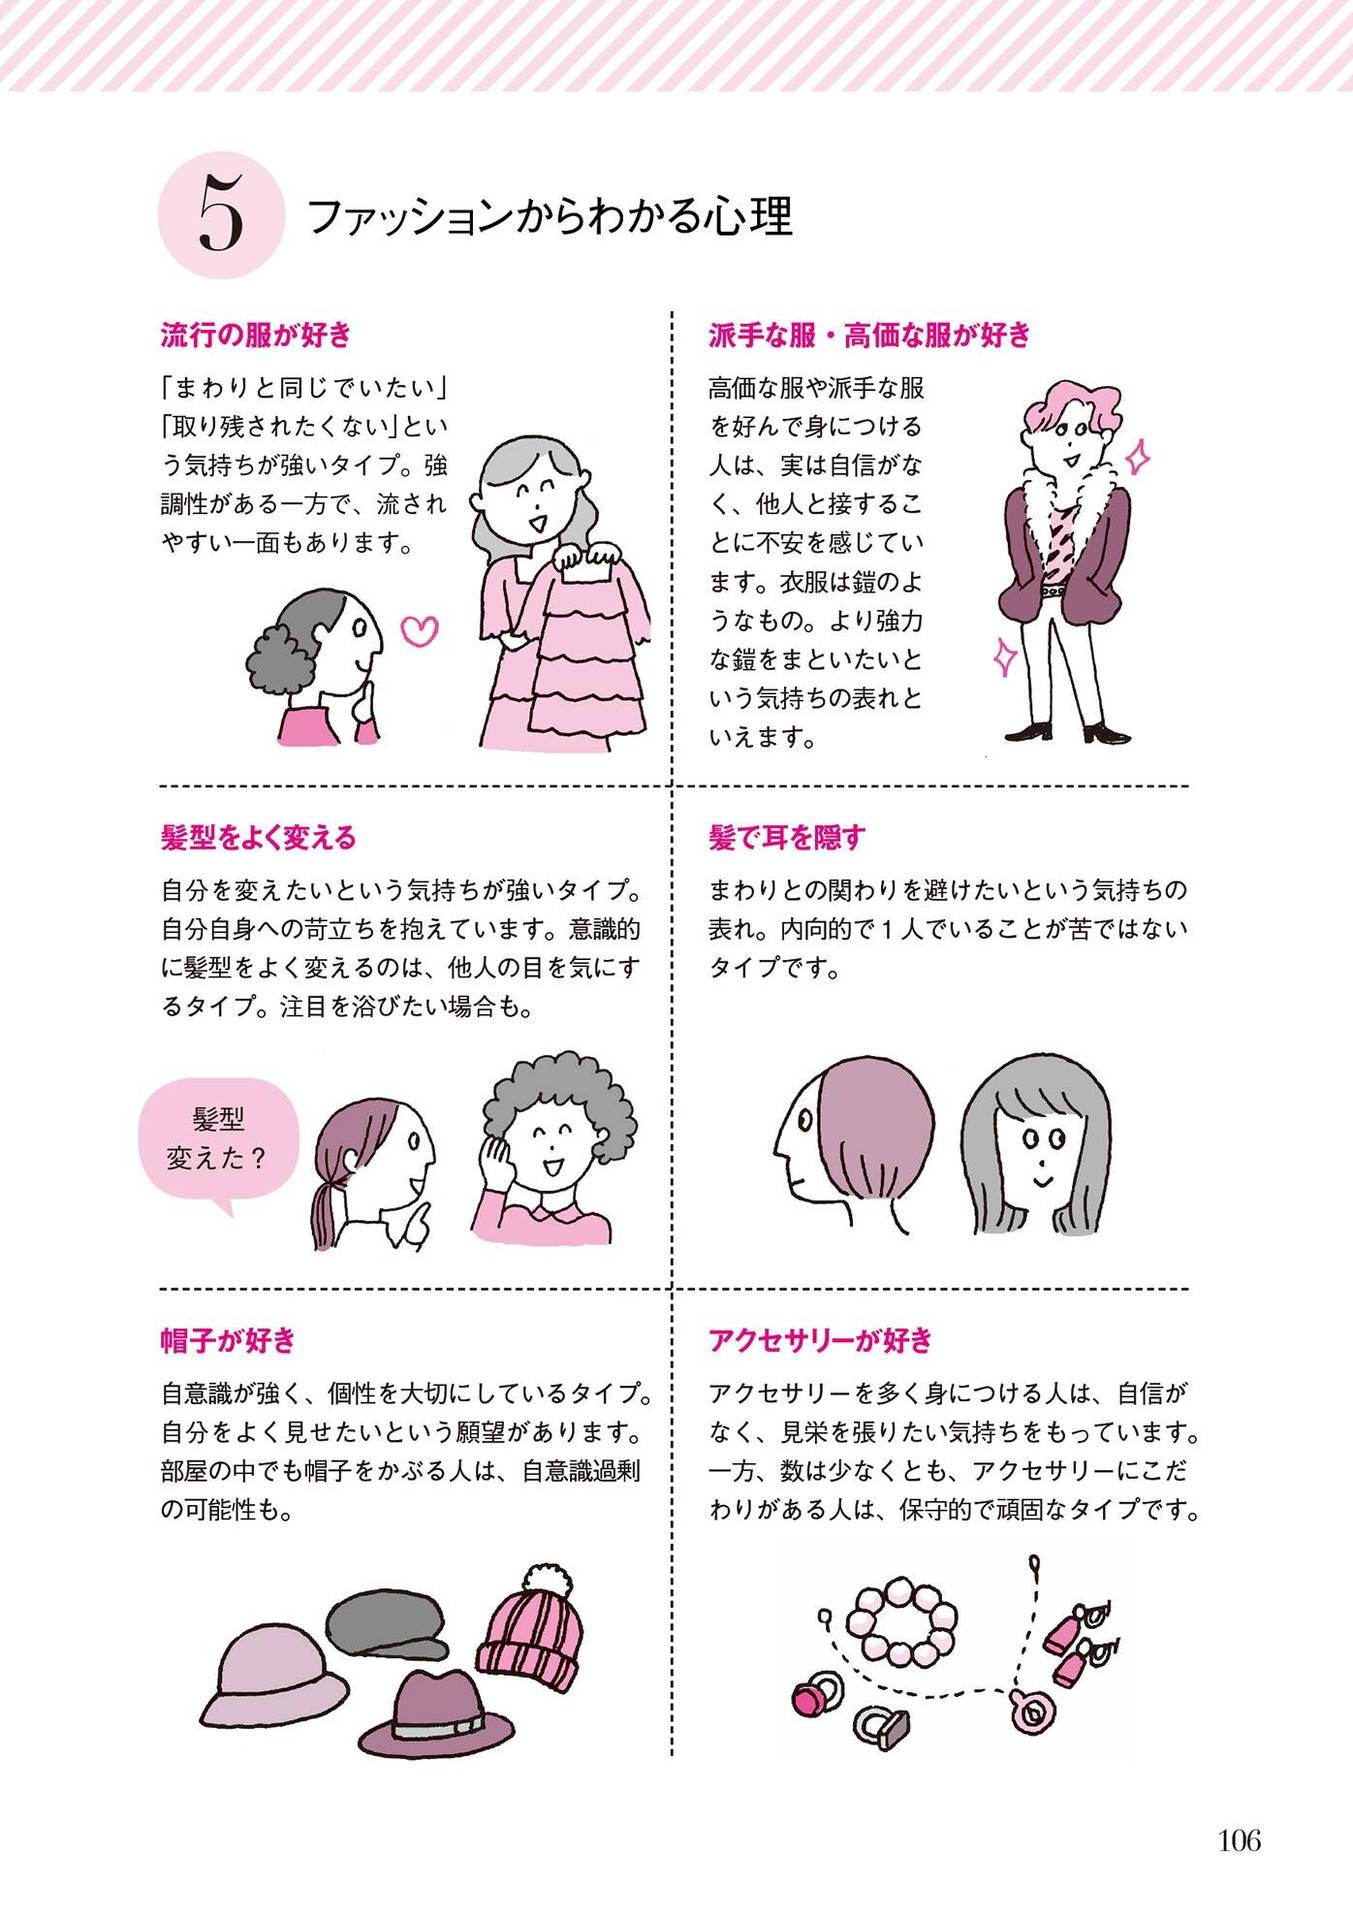 5
ファッションからわかる心理
流行の服が好き
「まわりと同じでいたい」
「取り残されたくない」とい
う気持ちが強いタイプ。強
調性がある一方で、流され
やすい一面もあります。
派手な服・高価な服が好き
高価な服や派手な服
を好んで身につける
人は、実は自信がな
く、他人と接するこ
とに不安を感じてい
ます。衣服は鎧のよ
うなもの。より強力
な鎧をまといたいと
いう気持ちの表れと
いえます。
髪型をよく変える
自分を変えたいという気持ちが強いタイプ。
自分自身への苛立ちを抱えています。意識的
に髪型をよく変えるのは、他人の目を気にす
るタイプ。注目を浴びたい場合も。
髪型
変えた？
髪で耳を隠す
まわりとの関わりを避けたいという気持ちの
表れ。内向的で1人でいることが苦ではない
タイプです。
帽子が好き
自意識が強く、個性を大切にしているタイプ。
自分をよく見せたいという願望があります。
部屋の中でも帽子をかぶる人は、自意識過剰
の可能性も。
アクセサリーが好き
アクセサリーを多く身につける人は、自信が
なく、見栄を張りたい気持ちをもっています。
一方、数は少なくとも、アクセサリーにこだ
わりがある人は、保守的で頑固なタイプです。
106